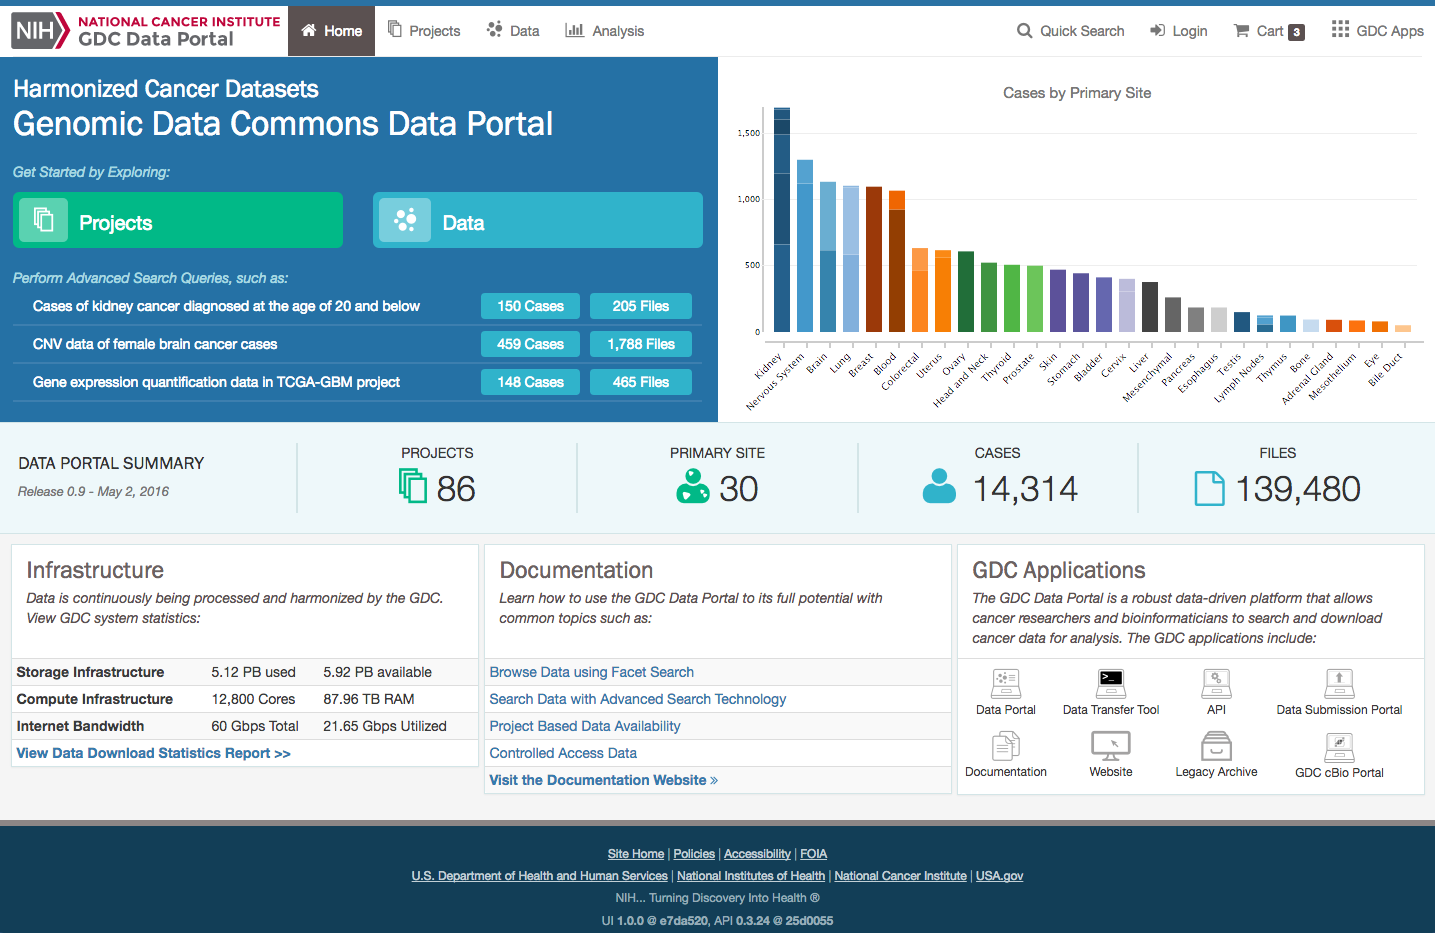 NIH NATIONAL CANCER INSTITUTE
GDC Data Portal
Home
Projects
Data
Analysis
Quick Search
Login
Cart 3
GDC Apps
Harmonized Cancer Datasets
Genomic Data Commons Data Portal
Get Started by Exploring:
Projects
Data
Perform Advanced Search Queries, such as:
Cases of kidney cancer diagnosed at the age of 20 and below 150 Cases 205 Files
CNV data of female brain cancer cases 459 Cases 1,788 Files
Gene expression quantification data in TCGA-GBM project 148 Cases 465 Files
Cases by Primary Site
1,500
1,000
500
0
Kidney
Nervous System
Brain
Lung
Breast
Blood
Colorectal
Uterus
Ovary
Head and Neck
Thyroid
Prostate
Skin
Stomach
Bladder
Cervix
Liver
Mesenchymal
Pancreas
Esophagus
Testis
Lymph Nodes
Thymus
Bone
Adrenal Gland
Mesothelium
Eye
Bile Duct
DATA PORTAL SUMMARY
Release 0.9 - May 2, 2016
PROJECTS
86
PRIMARY SITE
30
CASES
14,314
FILES
139,480
Infrastructure
Data is continuously being processed and harmonized by the GDC.
View GDC system statistics:
Storage Infrastructure 5.12 PB used 5.92 PB available
Compute Infrastructure 12,800 Cores 87.96 TB RAM
Internet Bandwidth 60 Gbps Total 21.65 Gbps Utilized
View Data Download Statistics Report >>
Documentation
Learn how to use the GDC Data Portal to its full potential with
common topics such as:
Browse Data using Facet Search
Search Data with Advanced Search Technology
Project Based Data Availability
Controlled Access Data
Visit the Documentation Website »
GDC Applications
The GDC Data Portal is a robust data-driven platform that allows
cancer researchers and bioinformaticians to search and download
cancer data for analysis. The GDC applications include:
Data Portal
>_
Data Transfer Tool
API
Data Submission Portal
Documentation
Website
Legacy Archive
GDC cBio Portal
Site Home | Policies | Accessibility | FOIA
U.S. Department of Health and Human Services | National Institutes of Health | National Cancer Institute | USA.gov
NIH... Turning Discovery Into Health ®
UI 1.0.0 @ e7da520, API 0.3.24 @ 25d0055